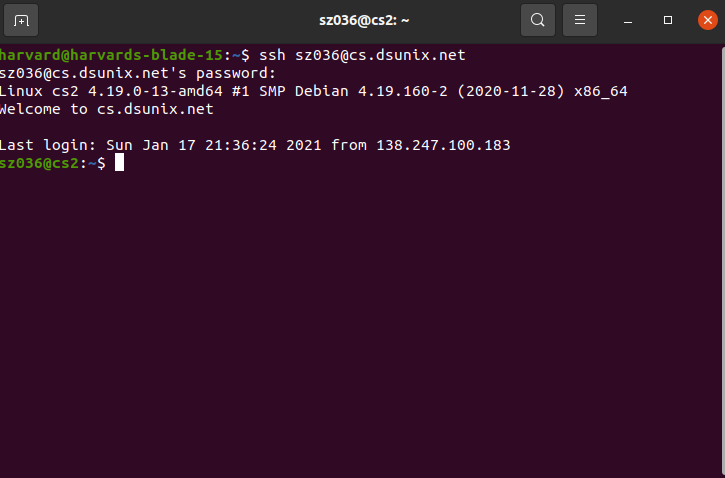 sz036@cs2: ~
harvard@harvards-blade-15:~$ ssh sz036@cs.dsunix.net
sz036@cs.dsunix.net's password:
Linux cs2 4.19.0-13-amd64 #1 SMP Debian 4.19.160-2 (2020-11-28) x86_64
Welcome to cs.dsunix.net
Last login: Sun Jan 17 21:36:24 2021 from 138.247.100.183
sz036@cs2:~$